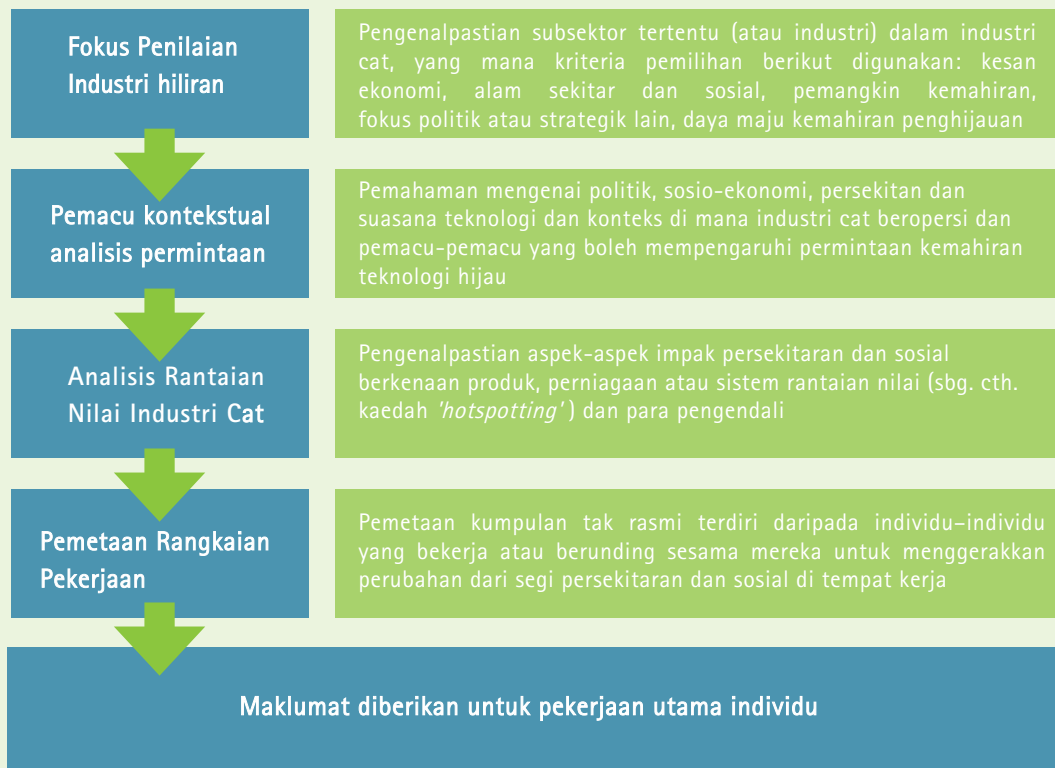 Fokus Penilaian
Industri hiliran
Pengenalpastian subsektor tertentu (atau industri) dalam industri
cat, yang mana kriteria pemilihan berikut digunakan: kesan
ekonomi, alam sekitar dan sosial, pemangkin kemahiran,
fokus politik atau strategik lain, daya maju kemahiran penghijauan
Pemacu kontekstual
analisis permintaan
Pemahaman mengenai politik, sosio-ekonomi, persekitan dan
suasana teknologi dan konteks di mana industri cat beropersi dan
pemacu-pemacu yang boleh mempengaruhi permintaan kemahiran
teknologi hijau
Analisis Rantaian
Nilai Industri Cat
Pengenalpastian aspek-aspek impak persekitaran dan sosial
berkenaan produk, perniagaan atau sistem rantaian nilai (sbg. cth.
kaedah 'hotspotting' ) dan para pengendali
Pemetaan Rangkaian
Pekerjaan
Pemetaan kumpulan tak rasmi terdiri daripada individu–individu
yang bekerja atau berunding sesama mereka untuk menggerakkan
perubahan dari segi persekitaran dan sosial di tempat kerja
Maklumat diberikan untuk pekerjaan utama individu